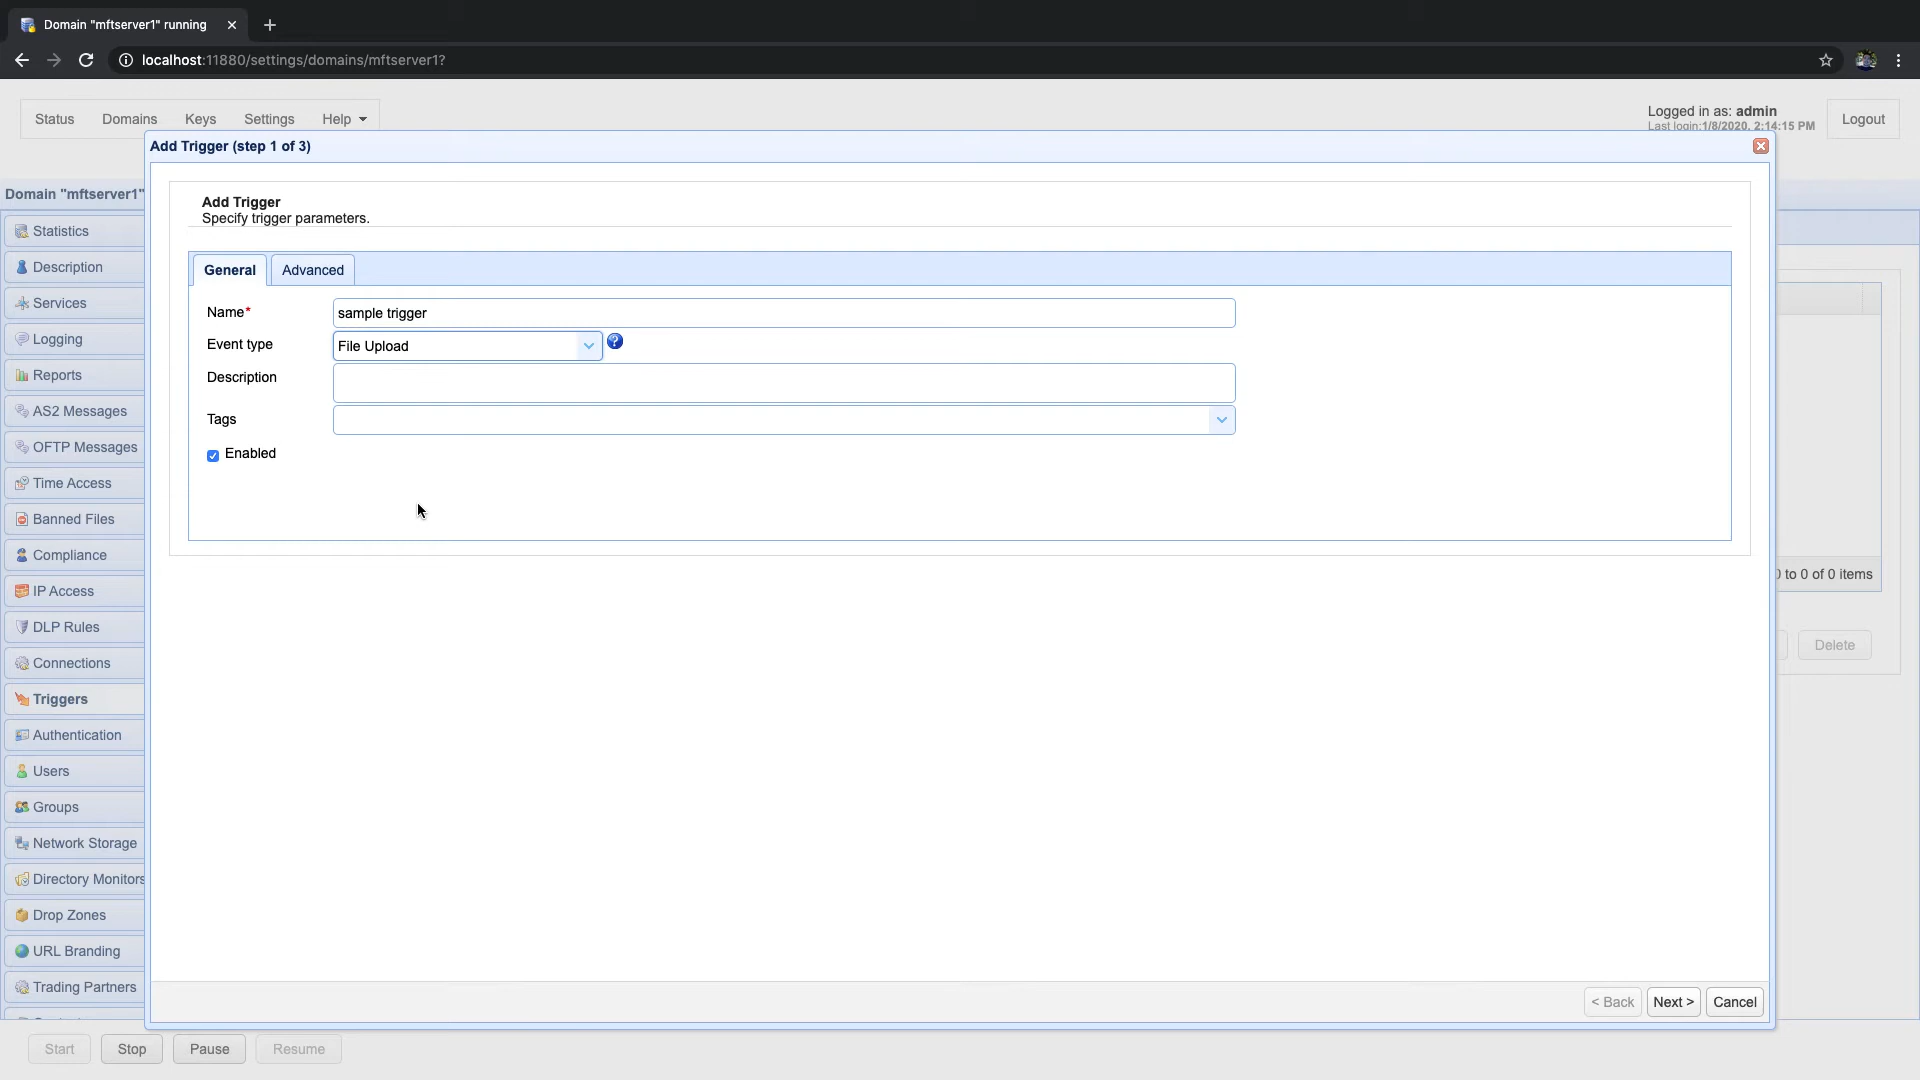 Domain "mftserver1" running
localhost:11880/settings/domains/mftserver1?
Status Domains Keys Settings Help
Logged in as: admin
Last login:1/8/2020, 2:14:15 PM
Logout
Add Trigger (step 1 of 3)
Domain "mftserver1"
Statistics
Description
Services
Logging
Reports
AS2 Messages
OFTP Messages
Time Access
Banned Files
Compliance
IP Access
DLP Rules
Connections
Triggers
Authentication
Users
Groups
Network Storage
Directory Monitors
Drop Zones
URL Branding
Trading Partners
Add Trigger
Specify trigger parameters.
General Advanced
Name* sample trigger
Event type File Upload
Description
Tags
Enabled
to 0 of 0 items
Delete
< Back Next > Cancel
Start Stop Pause Resume